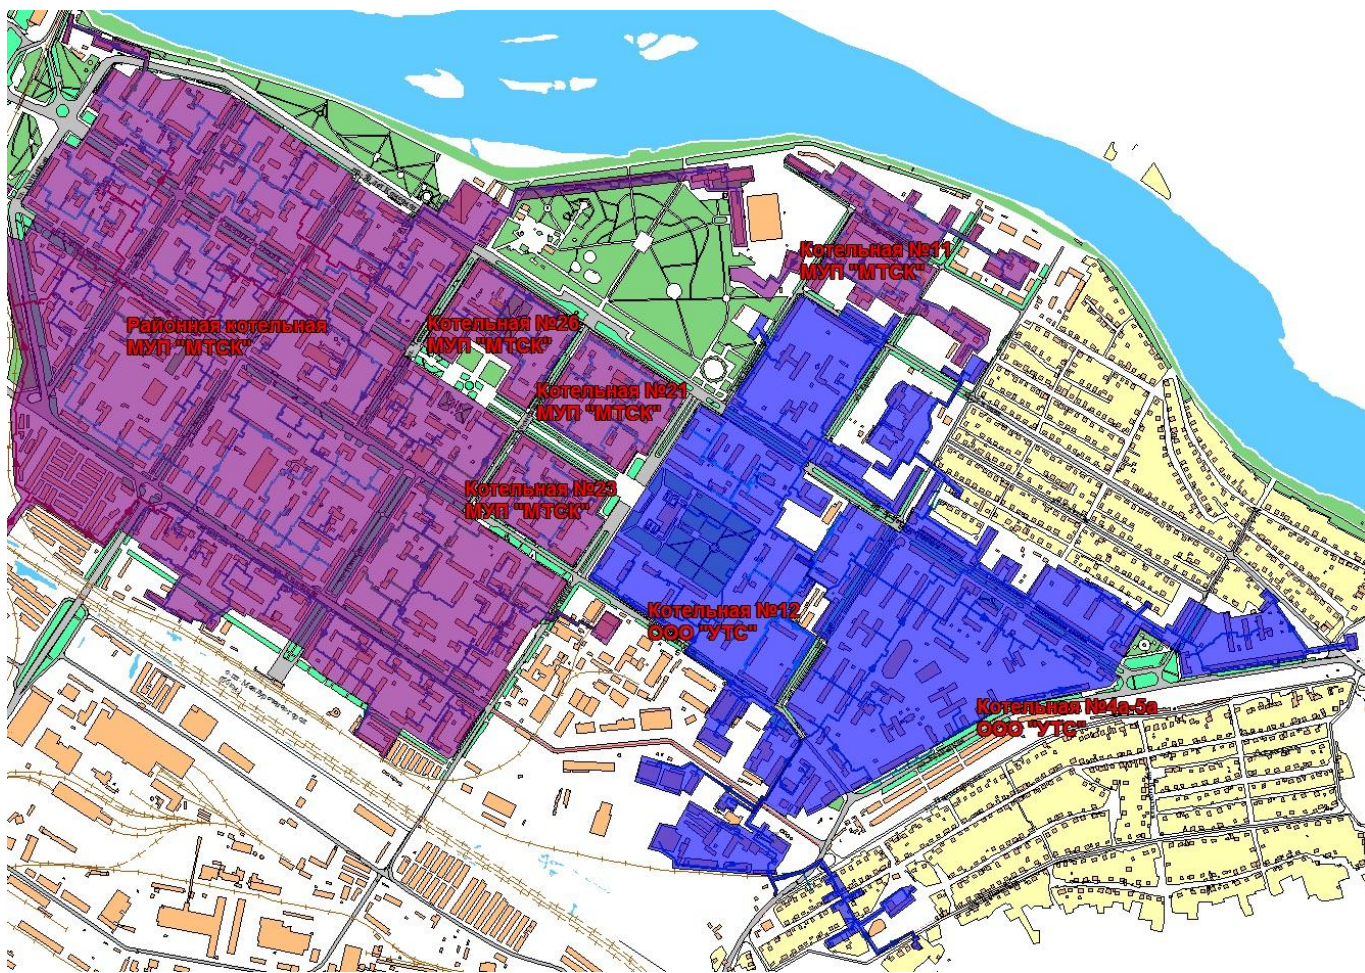 Котельная №11
МУП "МТСК"
Районная котельная
МУП "МТСК"
Котельная №26
МУП "МТСК"
Котельная №21
МУП "МТСК"
Котельная №23
МУП "МТСК"
Котельная №12
ООО "УТС"
Котельная №4а-5а
ООО "УТС"